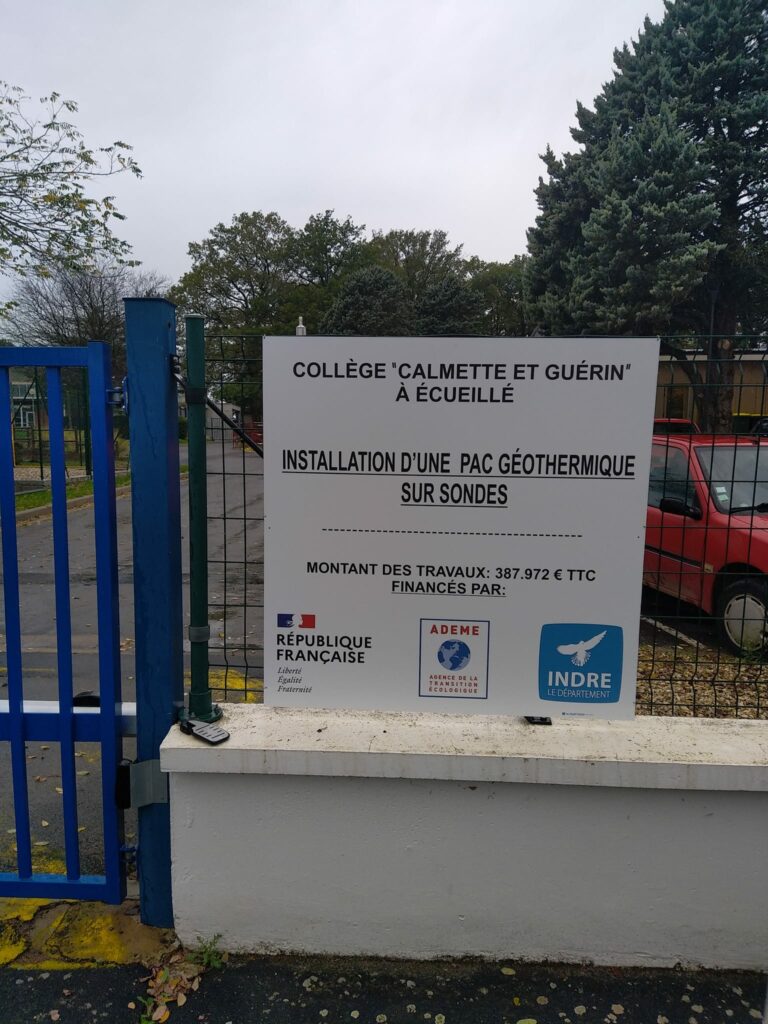 COLLÈGE "CALMETTE ET GUÉRIN"
À ÉCUEILLÉ
INSTALLATION D'UNE PAC GÉOTHERMIQUE
SUR SONDES
MONTANT DES TRAVAUX: 387.972 € TTC
FINANCÉS PAR:
RÉPUBLIQUE
FRANÇAISE
Liberté
Égalité
Fraternité
ADEME
AGENCE DE LA
TRANSITION
ÉCOLOGIQUE
INDRE
LE DÉPARTEMENT